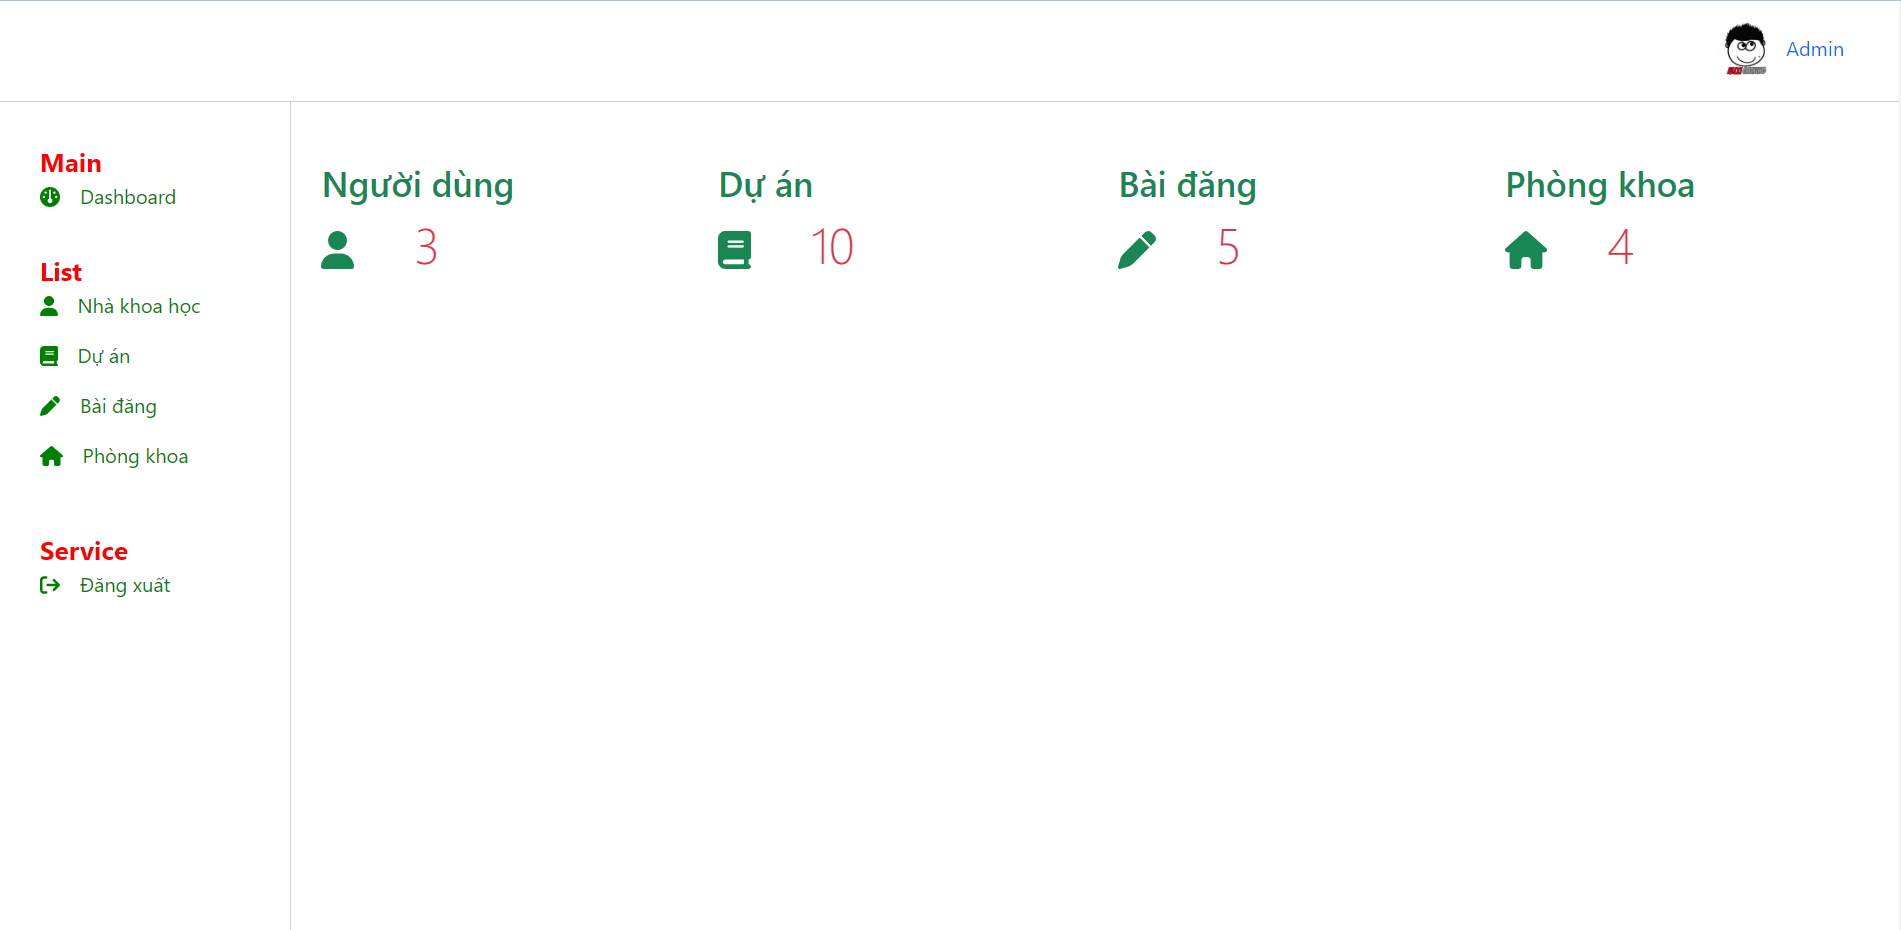 Admin
Main
Dashboard
List
Nhà khoa học
Dự án
Bài đăng
Phòng khoa
Service
Đăng xuất
Người dùng
3
Dự án
10
Bài đăng
5
Phòng khoa
4